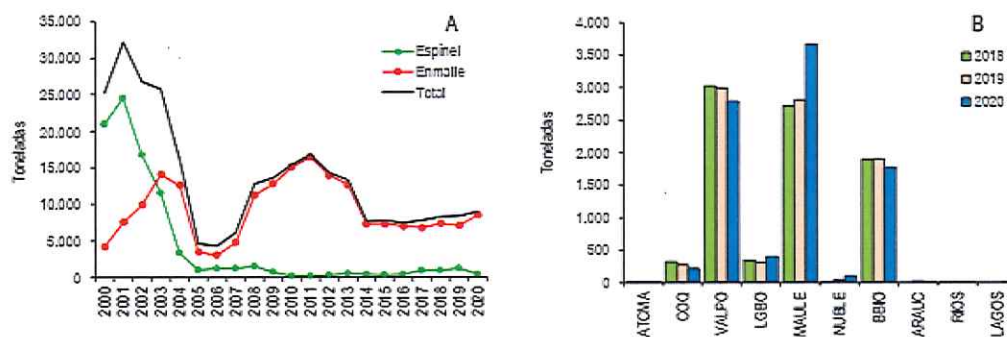 A
35.000
30.000
25.000
20.000
15.000
10.000
5.000
0
Toneladas
Espinel
Enmalle
Total
2000
2001
2002
2003
2004
2005
2006
2007
2008
2009
2010
2011
2012
2013
2014
2015
2016
2017
2018
2019
2020
B
4.000
3.500
3.000
2.500
2.000
1.500
1.000
500
0
Toneladas
2018
2019
2020
ATCMA
COQ
VALPO
LGBO
MAULE
ÑUBLE
BBIO
ARAUC
RIOS
LAGOS